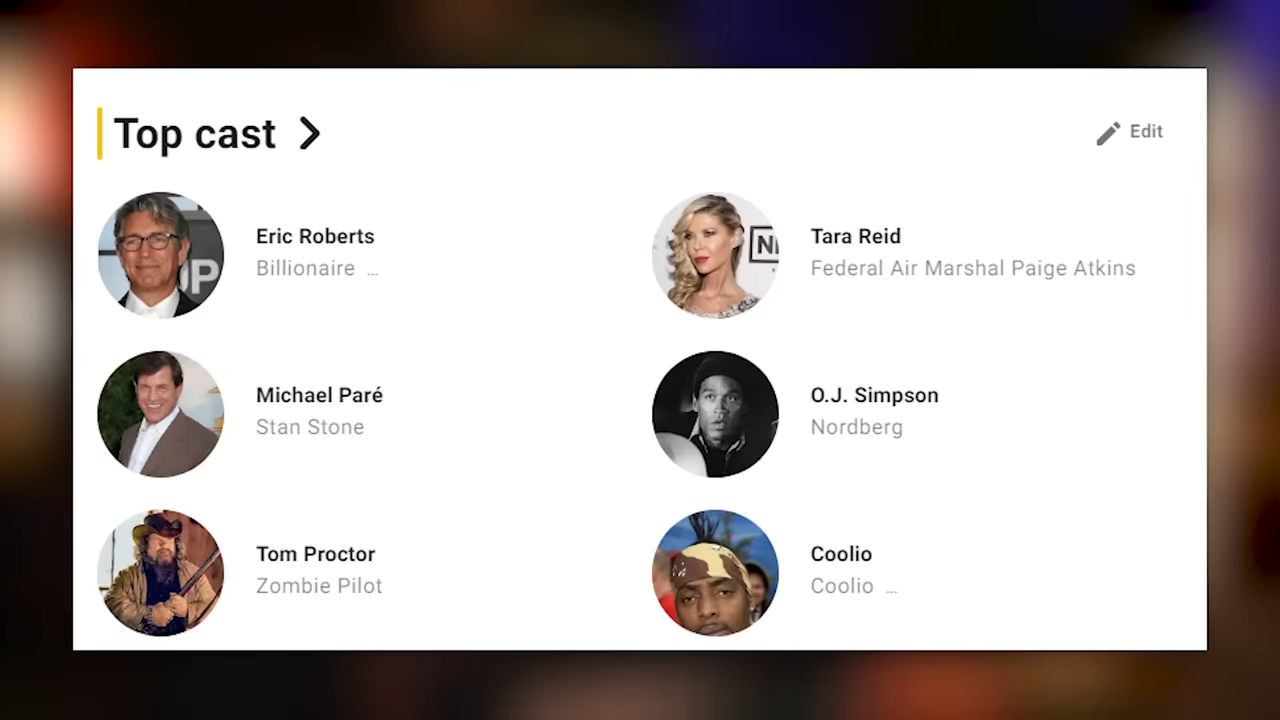 Top cast
Edit
Eric Roberts
Billionaire ...
Tara Reid
Federal Air Marshal Paige Atkins
Michael Paré
Stan Stone
O.J. Simpson
Nordberg
Tom Proctor
Zombie Pilot
Coolio
Coolio ...